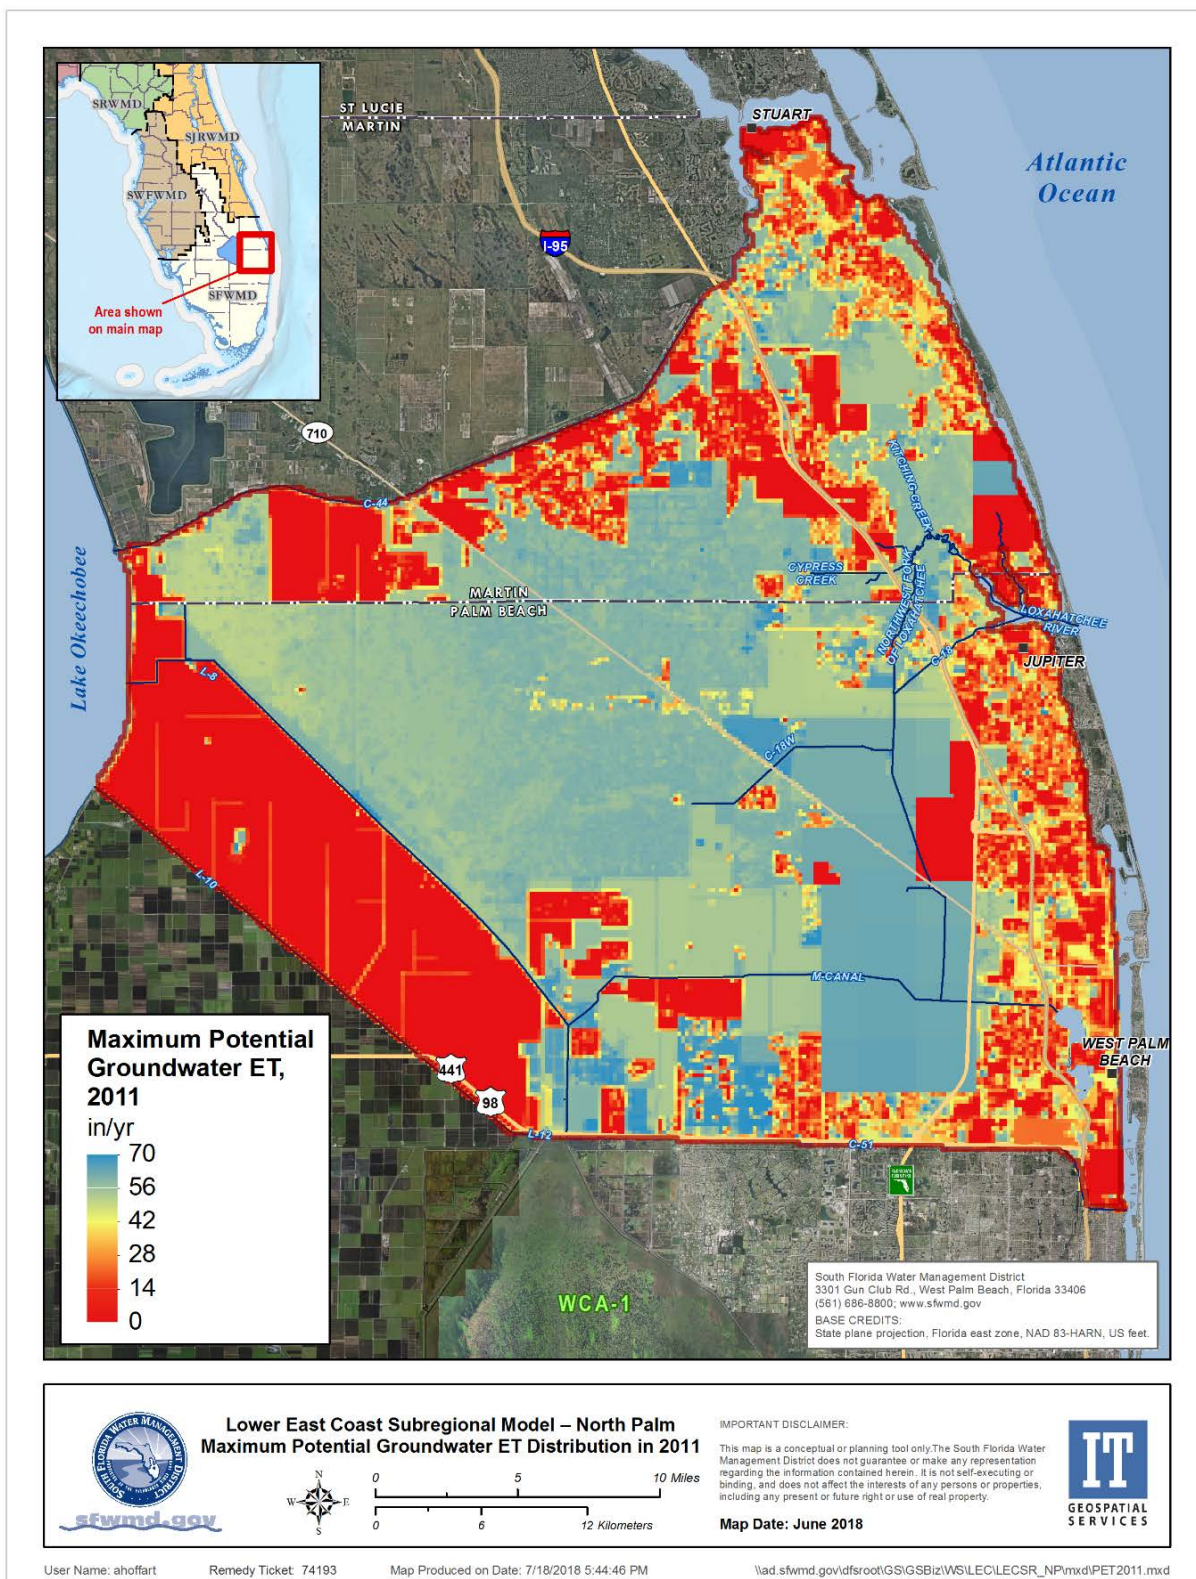 SRWMD
SJRWMD
SWFWMD
SFWMD
Area shown
on main map
ST LUCIE
MARTIN
STUART
Atlantic
Ocean
I-95
710
C-44
KITCHING CREEK
CYPRESS
CREEK
NORTHWEST FORK
OF LOXAHATCHEE
MARTIN
PALM BEACH
LOXAHATCHEE
RIVER
Lake Okeechobee
C-18
JUPITER
L-8
C-18W
L-10
M-CANAL
WEST PALM
BEACH
441
98
L-12
C-51
WCA-1
Maximum Potential
Groundwater ET,
2011
in/yr
70
56
42
28
14
0
South Florida Water Management District
3301 Gun Club Rd., West Palm Beach, Florida 33406
(561) 686-8800; www.sfwmd.gov
BASE CREDITS:
State plane projection, Florida east zone, NAD 83-HARN, US feet.
SOUTH FLORIDA WATER MANAGEMENT DISTRICT
sfwmd.gov
Lower East Coast Subregional Model – North Palm
Maximum Potential Groundwater ET Distribution in 2011
N
W E
S
0 5 10 Miles
0 6 12 Kilometers
IMPORTANT DISCLAIMER:
This map is a conceptual or planning tool only.The South Florida Water
Management District does not guarantee or make any representation
regarding the information contained herein. It is not self-executing or
binding, and does not affect the interests of any persons or properties,
including any present or future right or use of real property.
Map Date: June 2018
IT
GEOSPATIAL
SERVICES
User Name: ahoffart Remedy Ticket: 74193 Map Produced on Date: 7/18/2018 5:44:46 PM \\ad.sfwmd.gov\dfsroot\GS\GSBiz\WS\LEC\LECSR_NP\mxd\PET2011.mxd